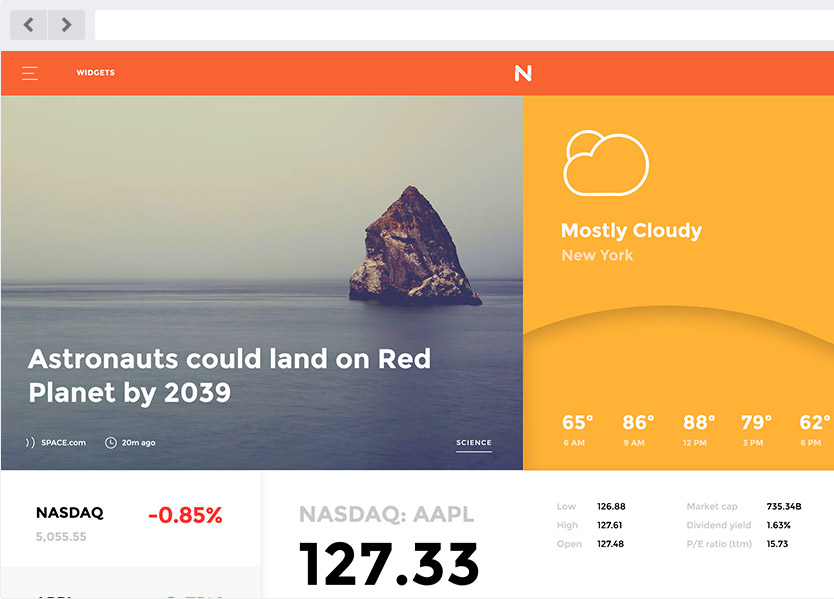 WIDGETS
N
Mostly Cloudy
New York
Astronauts could land on Red
Planet by 2039
SPACE.com 20m ago SCIENCE
65° 86° 88° 79° 62°
6 AM 9 AM 12 PM 3 PM 6 PM
NASDAQ -0.85%
5,055.55
NASDAQ: AAPL
127.33
Low 126.88 Market cap 735.34B
High 127.61 Dividend yield 1.63%
Open 127.48 P/E ratio (ttm) 15.73